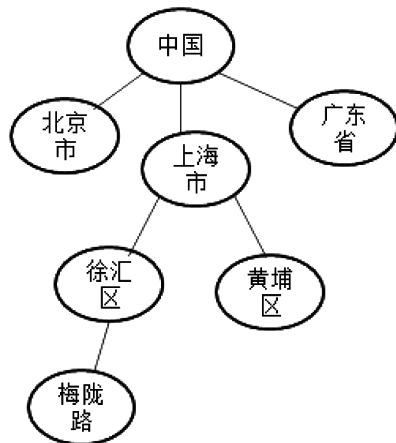 中国
北京
市
广东
省
上海
市
徐汇
区
黄埔
区
梅陇
路